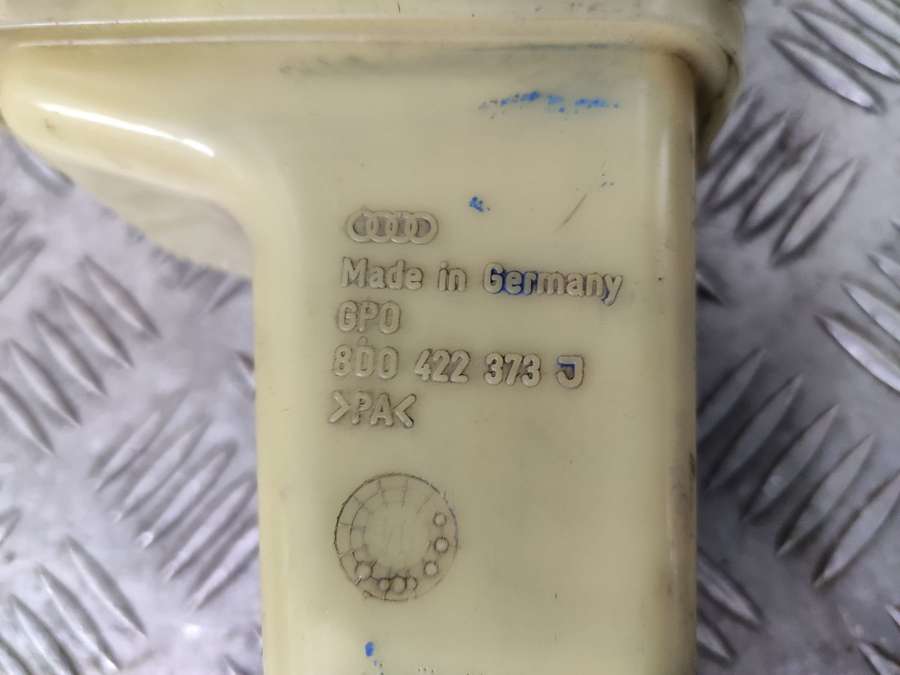 Made in Germany
GPO
8D0 422 373 J
>PA<